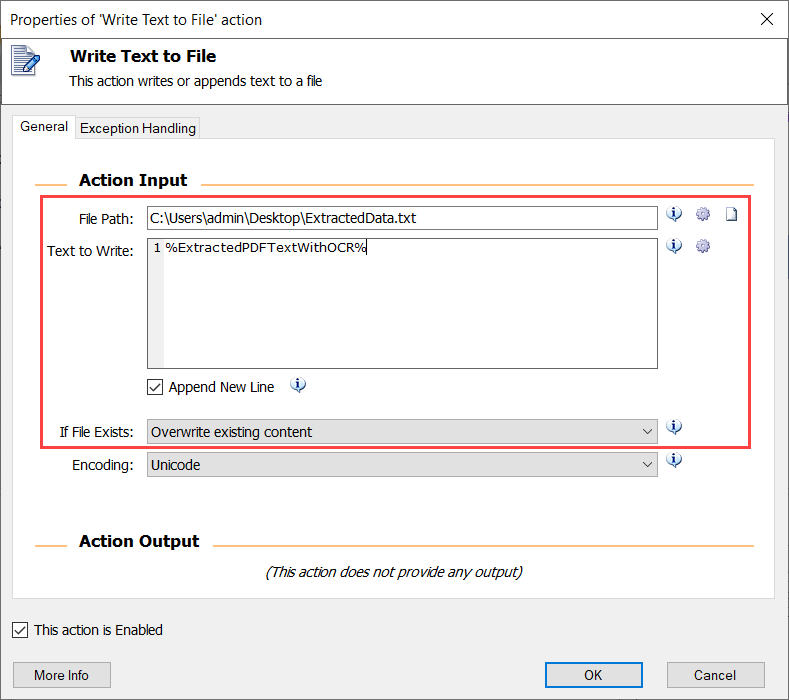 Properties of 'Write Text to File' action
Write Text to File
This action writes or appends text to a file
General Exception Handling
Action Input
File Path: C:\Users\admin\Desktop\ExtractedData.txt
Text to Write: 1 %ExtractedPDFTextWithOCR%
Append New Line
If File Exists: Overwrite existing content
Encoding: Unicode
Action Output
(This action does not provide any output)
This action is Enabled
More Info OK Cancel